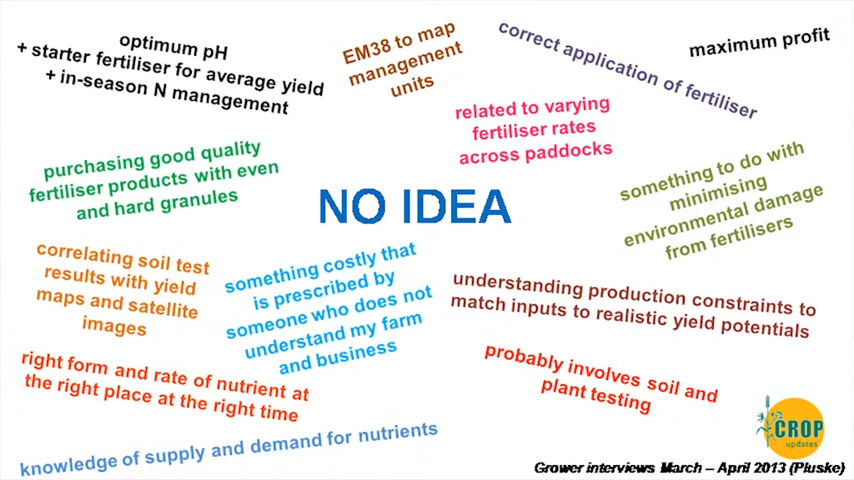 optimum pH
+ starter fertiliser for average yield
+ in-season N management
EM38 to map
management
units
correct application of fertiliser
maximum profit
related to varying
fertiliser rates
across paddocks
purchasing good quality
fertiliser products with even
and hard granules
NO IDEA
something to do with
minimising
environmental damage
from fertilisers
correlating soil test
results with yield
maps and satellite
images
something costly that
is prescribed by
someone who does not
understand my farm
and business
understanding production constraints to
match inputs to realistic yield potentials
right form and rate of nutrient at
the right place at the right time
probably involves soil and
plant testing
knowledge of supply and demand for nutrients
CROP
updates
Grower interviews March – April 2013 (Pluske)